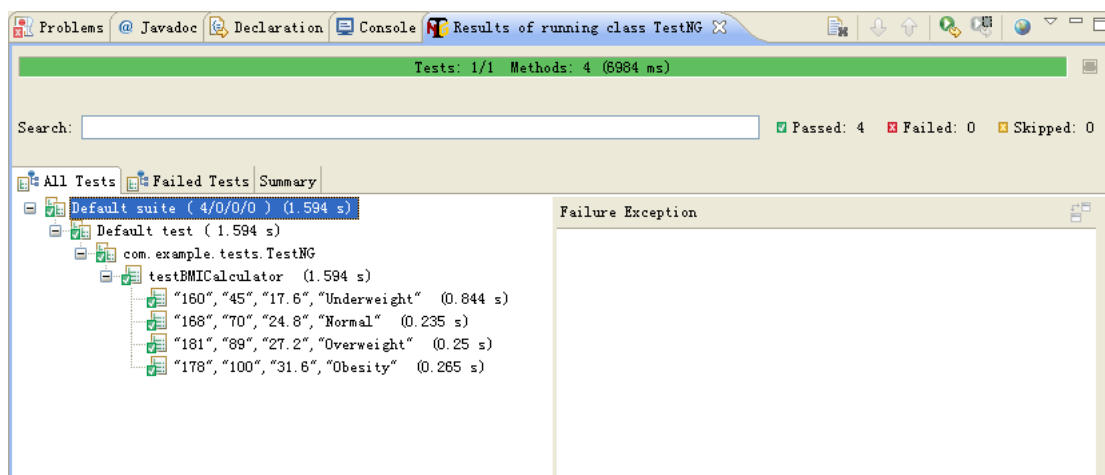 Problems @ Javadoc Declaration Console Results of running class TestNG
Tests: 1/1 Methods: 4 (6984 ms)
Search: Passed: 4 Failed: 0 Skipped: 0
All Tests Failed Tests Summary
Default suite ( 4/0/0/0 ) (1.594 s) Failure Exception
Default test ( 1.594 s)
com.example.tests.TestNG
testBMICalculator (1.594 s)
"160","45","17.6","Underweight" (0.844 s)
"168","70","24.8","Normal" (0.235 s)
"181","89","27.2","Overweight" (0.25 s)
"178","100","31.6","Obesity" (0.265 s)